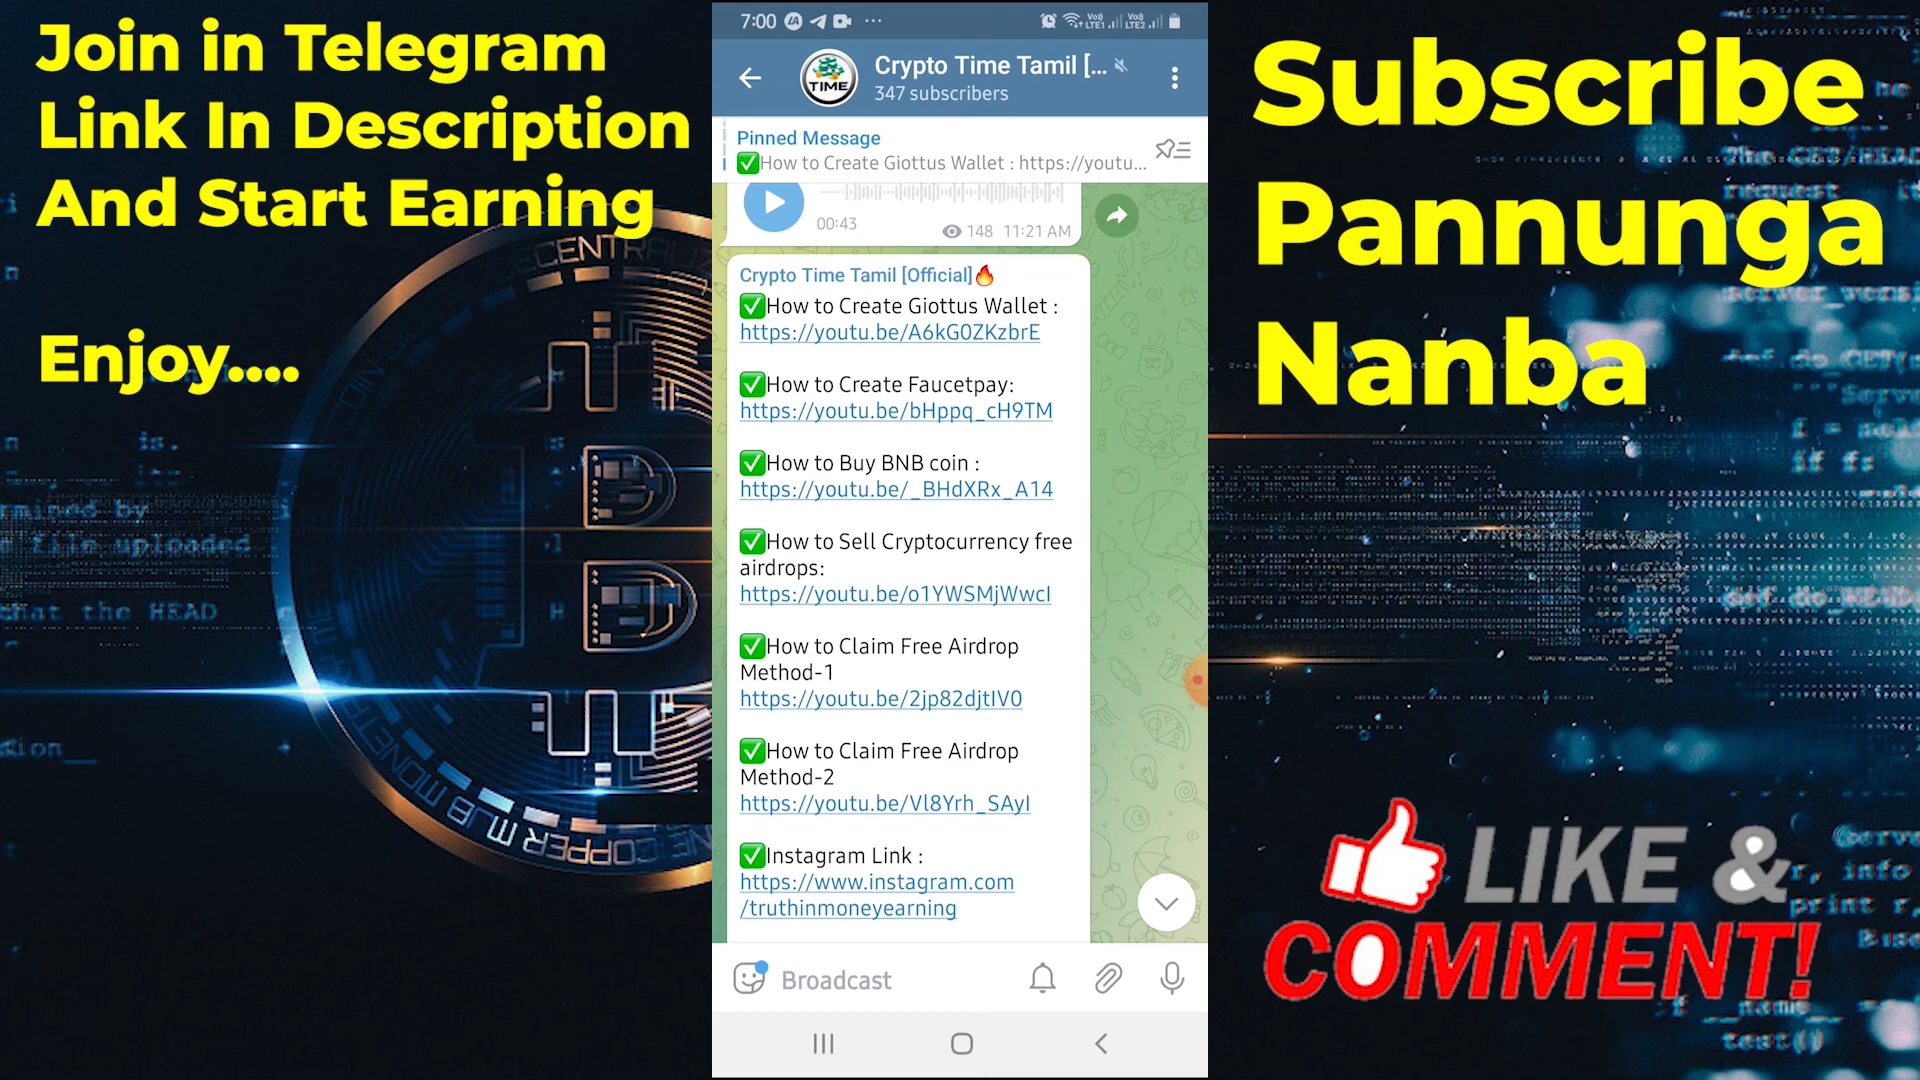 Join in Telegram
Link In Description
And Start Earning
Enjoy....
7:00
Crypto Time Tamil [...
347 subscribers
TIME
Pinned Message
✅How to Create Giottus Wallet : https://youtu...
00:43
148 11:21 AM
Crypto Time Tamil [Official]🔥
✅How to Create Giottus Wallet :
https://youtu.be/A6kG0ZKzbrE
✅How to Create Faucetpay:
https://youtu.be/bHppq_cH9TM
✅How to Buy BNB coin :
https://youtu.be/_BHdXRx_A14
✅How to Sell Cryptocurrency free
airdrops:
https://youtu.be/o1YWSMjWwcI
✅How to Claim Free Airdrop
Method-1
https://youtu.be/2jp82djtIV0
✅How to Claim Free Airdrop
Method-2
https://youtu.be/Vl8Yrh_SAyI
✅Instagram Link :
https://www.instagram.com
/truthinmoneyearning
Broadcast
Subscribe
Pannunga
Nanba
LIKE &
COMMENT!